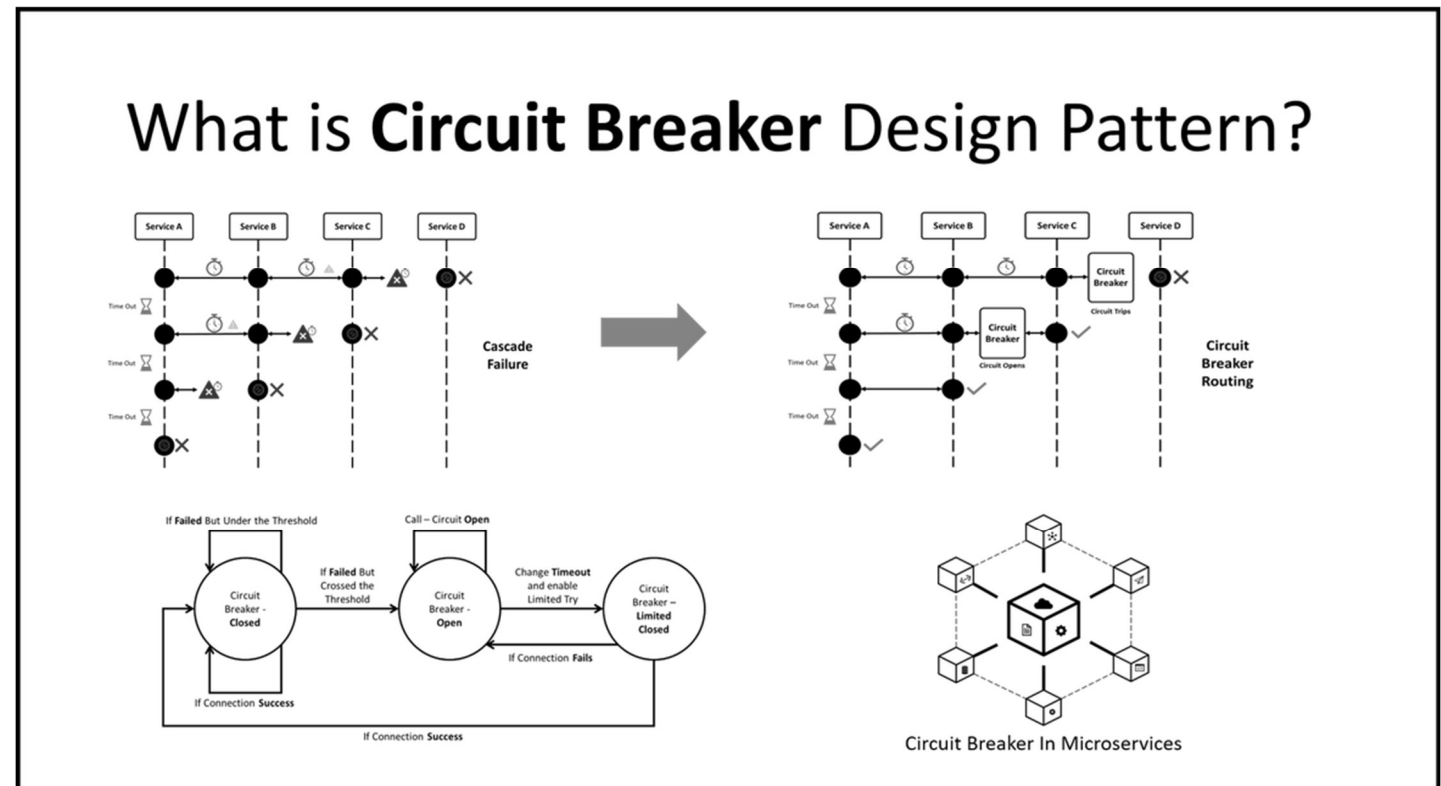 What is Circuit Breaker Design Pattern?
Service A
Service B
Service C
Service D
Time Out
Time Out
Time Out
Cascade
Failure
Service A
Service B
Service C
Service D
Circuit
Breaker
Circuit Trips
Time Out
Circuit
Breaker
Circuit Opens
Time Out
Time Out
Circuit
Breaker
Routing
If Failed But Under the Threshold
Circuit
Breaker -
Closed
If Connection Success
If Failed But
Crossed the
Threshold
Call – Circuit Open
Circuit
Breaker -
Open
Change Timeout
and enable
Limited Try
If Connection Fails
Circuit
Breaker –
Limited
Closed
If Connection Success
Circuit Breaker In Microservices